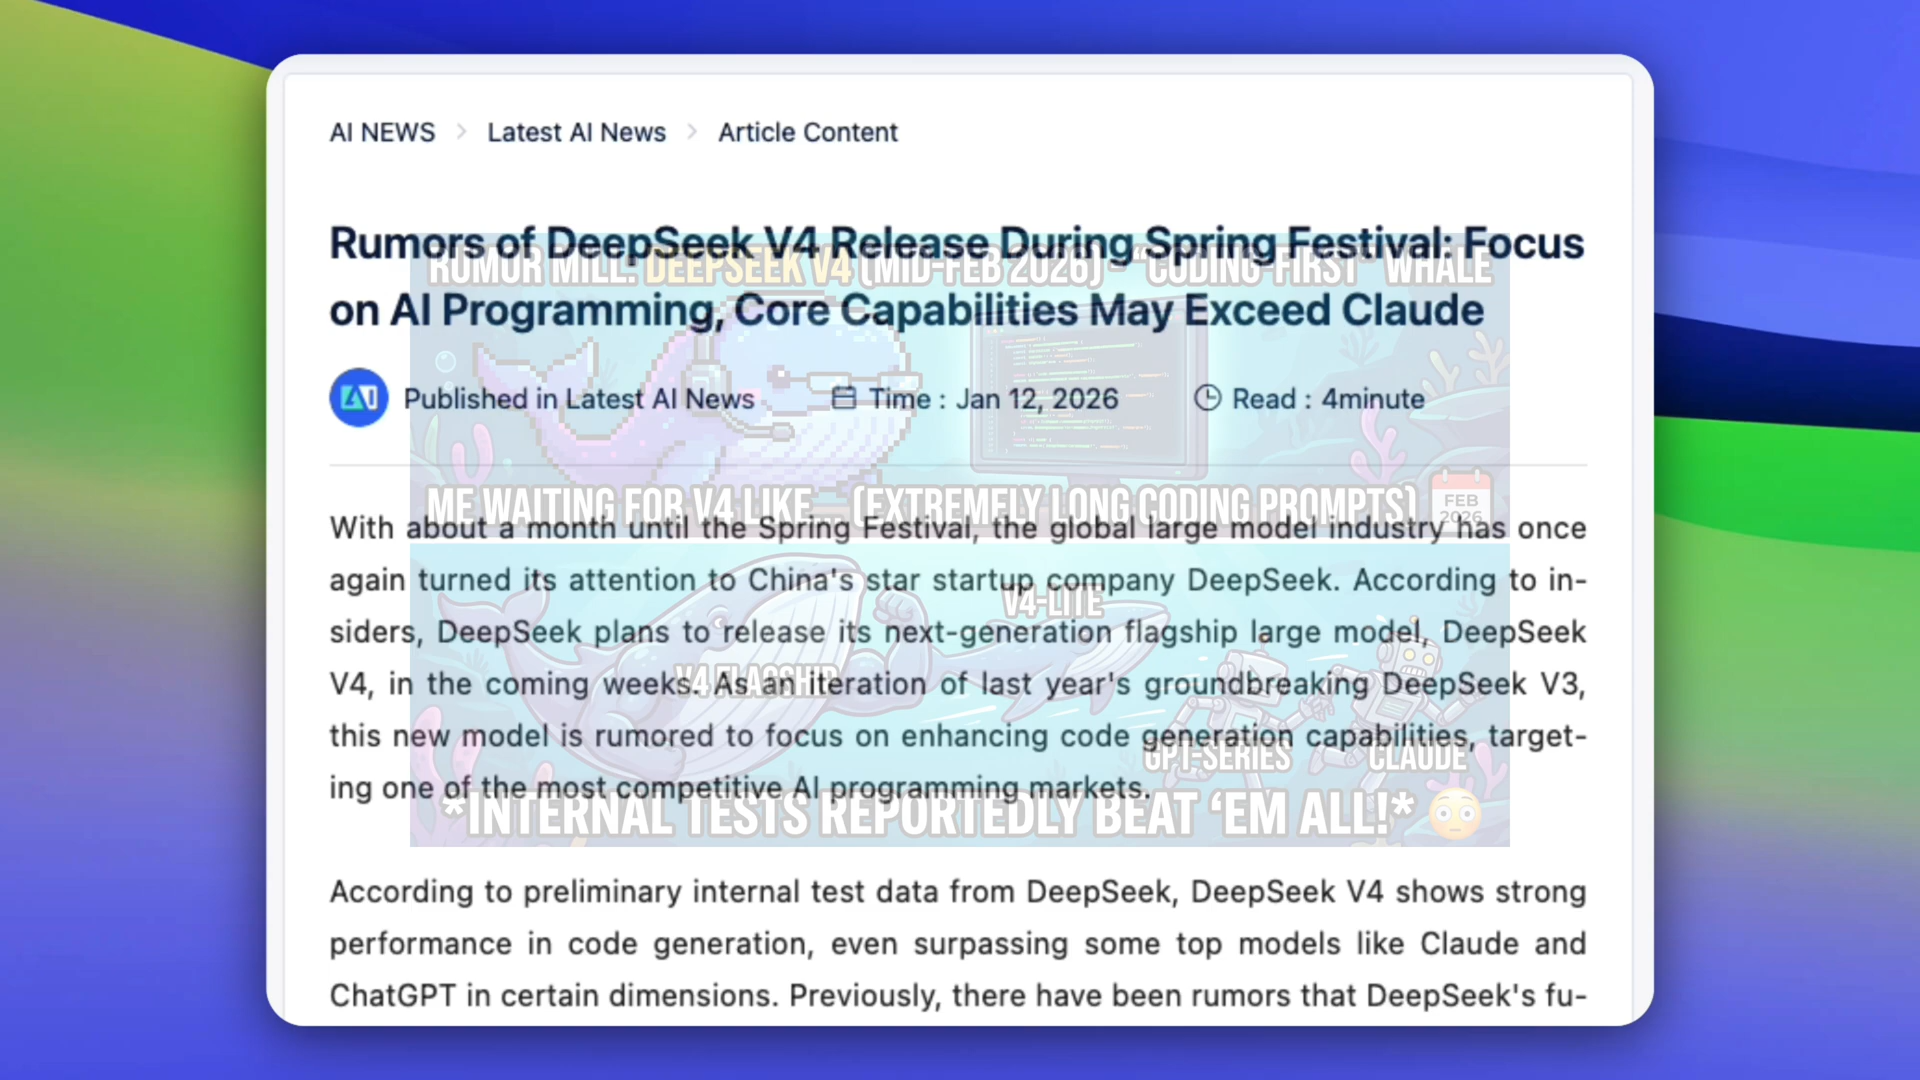 AI NEWS > Latest AI News > Article Content
Rumors of DeepSeek V4 Release During Spring Festival: Focus
on AI Programming, Core Capabilities May Exceed Claude
RUMOR MILL: DEEPSEEK V4 (MID-FEB 2026) - "CODING-FIRST" WHALE
Published in Latest AI News Time : Jan 12, 2026 Read : 4minute
ME WAITING FOR V4 LIKE... (EXTREMELY LONG CODING PROMPTS)
FEB
2026
With about a month until the Spring Festival, the global large model industry has once
again turned its attention to China's star startup company DeepSeek. According to in-
siders, DeepSeek plans to release its next-generation flagship large model, DeepSeek
V4, in the coming weeks. As an iteration of last year's groundbreaking DeepSeek V3,
this new model is rumored to focus on enhancing code generation capabilities, target-
ing one of the most competitive AI programming markets.
V4-LITE
V4 FLAGSHIP
GPT-SERIES
CLAUDE
*INTERNAL TESTS REPORTEDLY BEAT 'EM ALL!* 😳
According to preliminary internal test data from DeepSeek, DeepSeek V4 shows strong
performance in code generation, even surpassing some top models like Claude and
ChatGPT in certain dimensions. Previously, there have been rumors that DeepSeek's fu-